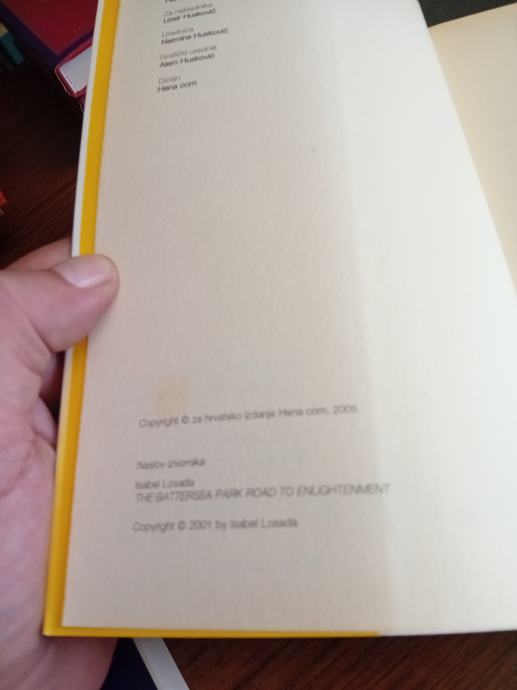 Za nakladnika
Uzeir Husković
Urednica
Nermina Husković
Grafički urednik
Alem Husković
Dizajn
Hena com
Copyright © za hrvatsko izdanje Hena com, 2005.
Naslov izvornika
Isabel Losada
THE BATTERSEA PARK ROAD TO ENLIGHTENMENT
Copyright © 2001 by Isabel Losada